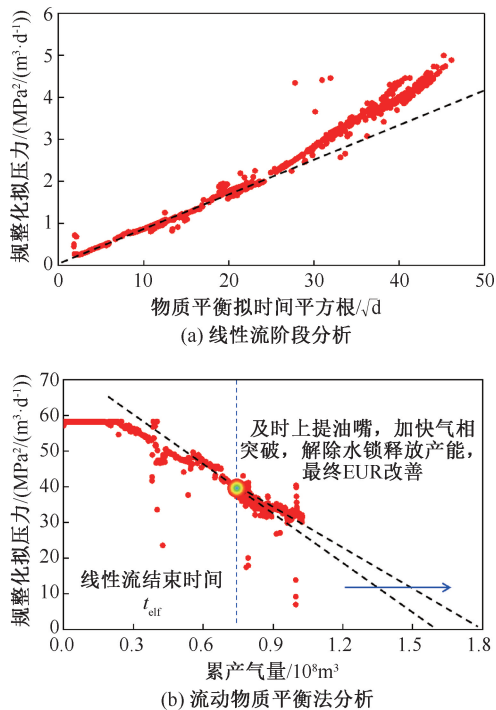 规整化拟压力/(MPa²/(m³·d⁻¹))
6
5
4
3
2
1
0
0 10 20 30 40 50
物质平衡拟时间平方根/√d
(a) 线性流阶段分析
规整化拟压力/(MPa²/(m³·d⁻¹))
70
60
50
40
30
20
10
0
及时上提油嘴，加快气相
突破，解除水锁释放产能，
最终EUR改善
线性流结束时间
t_elf
0.0 0.3 0.6 0.9 1.2 1.5 1.8
累产气量/10⁸m³
(b) 流动物质平衡法分析